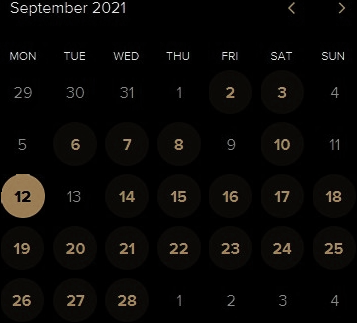 September 2021
MON TUE WED THU FRI SAT SUN
29 30 31 1 2 3 4
5 6 7 8 9 10 11
12 13 14 15 16 17 18
19 20 21 22 23 24 25
26 27 28 1 2 3 4